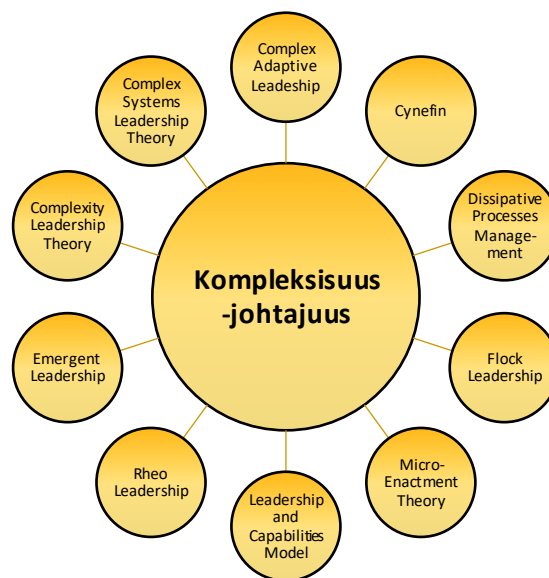 Complex
Adaptive
Leadeship
Cynefin
Dissipative
Processes
Manage-
ment
Flock
Leadership
Micro-
Enactment
Theory
Leadership
and
Capabilities
Model
Rheo
Leadership
Emergent
Leadership
Complexity
Leadership
Theory
Complex
Systems
Leadership
Theory
Kompleksisuus
-johtajuus